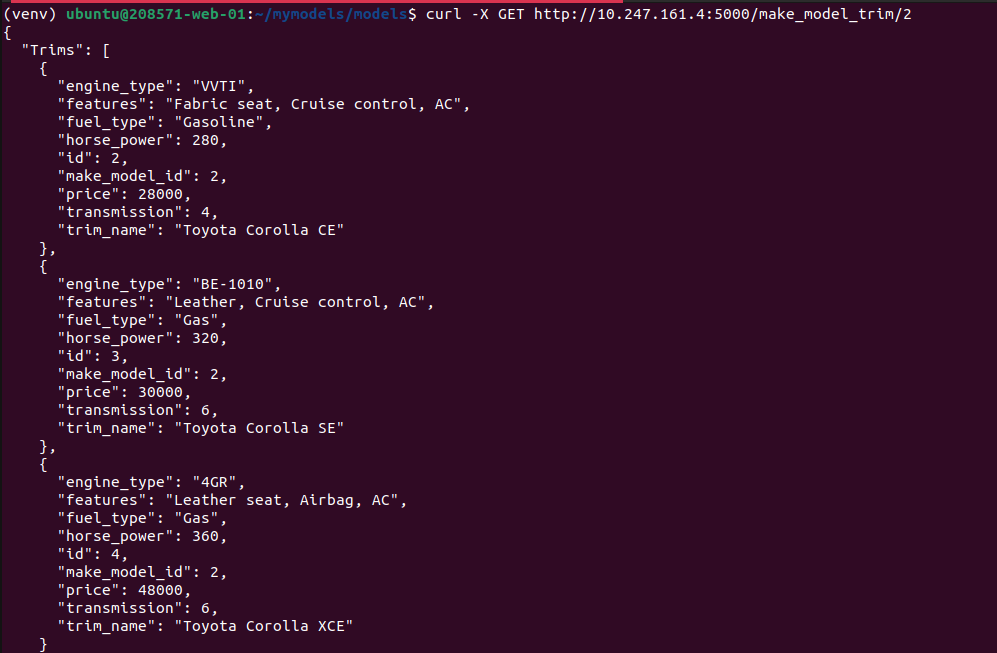 (venv) ubuntu@208571-web-01:~/mymodels/models$ curl -X GET http://10.247.161.4:5000/make_model_trim/2
{
  "Trims": [
    {
      "engine_type": "VVTI",
      "features": "Fabric seat, Cruise control, AC",
      "fuel_type": "Gasoline",
      "horse_power": 280,
      "id": 2,
      "make_model_id": 2,
      "price": 28000,
      "transmission": 4,
      "trim_name": "Toyota Corolla CE"
    },
    {
      "engine_type": "BE-1010",
      "features": "Leather, Cruise control, AC",
      "fuel_type": "Gas",
      "horse_power": 320,
      "id": 3,
      "make_model_id": 2,
      "price": 30000,
      "transmission": 6,
      "trim_name": "Toyota Corolla SE"
    },
    {
      "engine_type": "4GR",
      "features": "Leather seat, Airbag, AC",
      "fuel_type": "Gas",
      "horse_power": 360,
      "id": 4,
      "make_model_id": 2,
      "price": 48000,
      "transmission": 6,
      "trim_name": "Toyota Corolla XCE"
    }